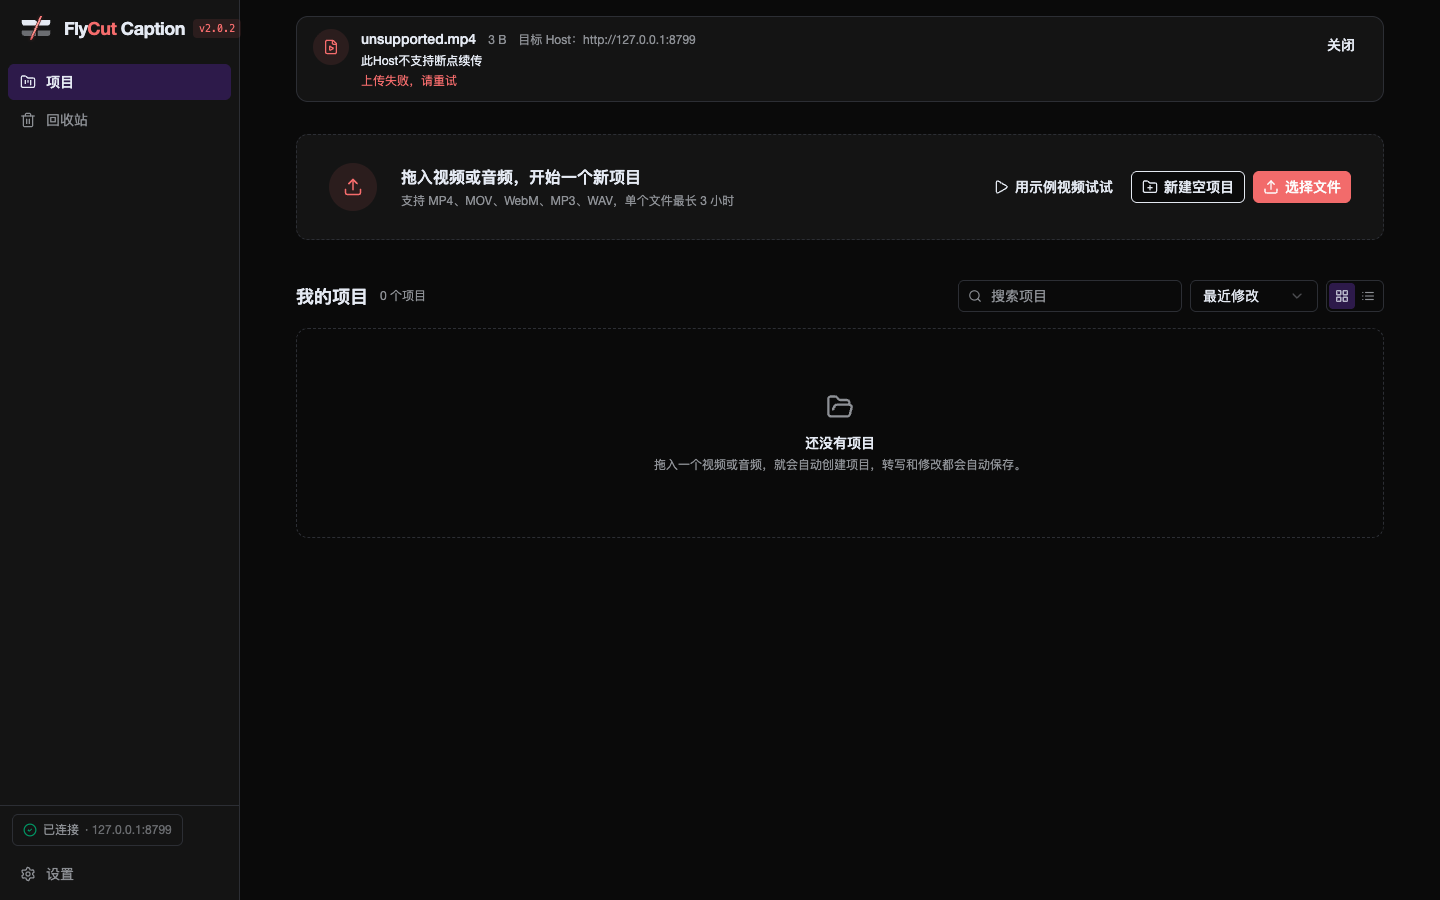 FlyCut Caption v2.0.2
项目
回收站
已连接 · 127.0.0.1:8799
设置
unsupported.mp4 3 B 目标 Host：http://127.0.0.1:8799
此Host不支持断点续传
上传失败，请重试
关闭
拖入视频或音频，开始一个新项目
支持 MP4、MOV、WebM、MP3、WAV，单个文件最长 3 小时
用示例视频试试
新建空项目
选择文件
我的项目 0 个项目
搜索项目
最近修改
还没有项目
拖入一个视频或音频，就会自动创建项目，转写和修改都会自动保存。